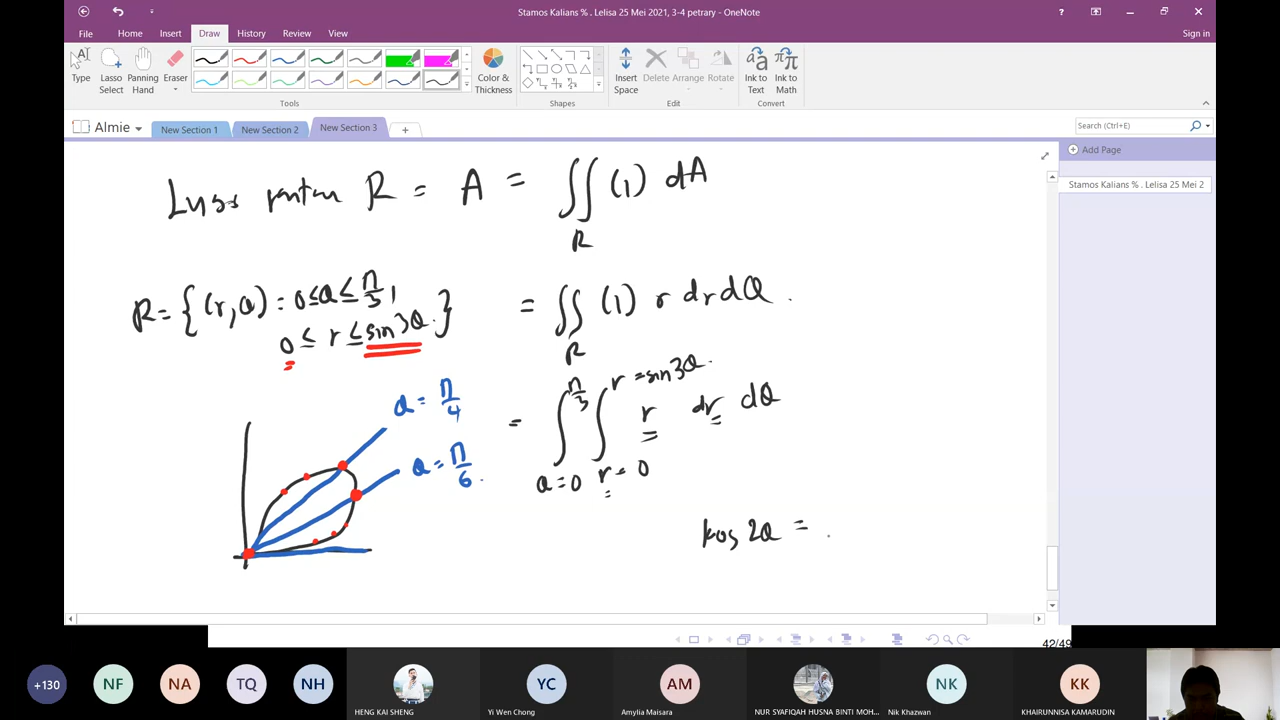 Stamos Kalians % . Lelisa 25 Mei 2021, 3-4 petrary - OneNote
File Home Insert Draw History Review View Sign in
Type Lasso Select Panning Hand Eraser Color & Thickness Insert Space Delete Arrange Rotate Ink to Text Ink to Math
Tools Shapes Edit Convert
Almie New Section 1 New Section 2 New Section 3 + Search (Ctrl+E)
Add Page
Stamos Kalians % . Lelisa 25 Mei 2
Luas R = A = ∬ (1) dA
R
R = {(r,θ) : 0 ≤ θ ≤ π/3,
0 ≤ r ≤ sin3θ.}
= ∬ (1) r dr dθ .
R
= ∫ θ=0 π/3 ∫ r=0 r=sin3θ. r dr dθ
θ = π/4
θ = π/6.
kos 2θ =
42/49
+130 NF NA TQ NH YC AM NK KK
HENG KAI SHENG Yi Wen Chong Amylia Maisara NUR SYAFIQAH HUSNA BINTI MOH... Nik Khazwan KHAIRUNNISA KAMARUDIN